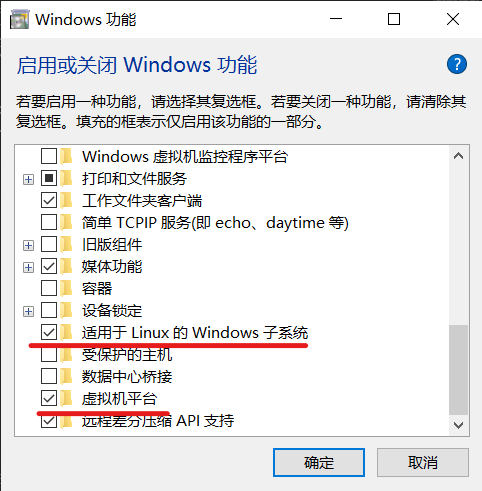 Windows 功能
启用或关闭 Windows 功能
若要启用一种功能，请选择其复选框。若要关闭一种功能，请清除其
复选框。填充的框表示仅启用该功能的一部分。
Windows 虚拟机监控程序平台
打印和文件服务
工作文件夹客户端
简单 TCPIP 服务(即 echo、daytime 等)
旧版组件
媒体功能
容器
设备锁定
适用于 Linux 的 Windows 子系统
受保护的主机
数据中心桥接
虚拟机平台
远程差分压缩 API 支持
确定
取消